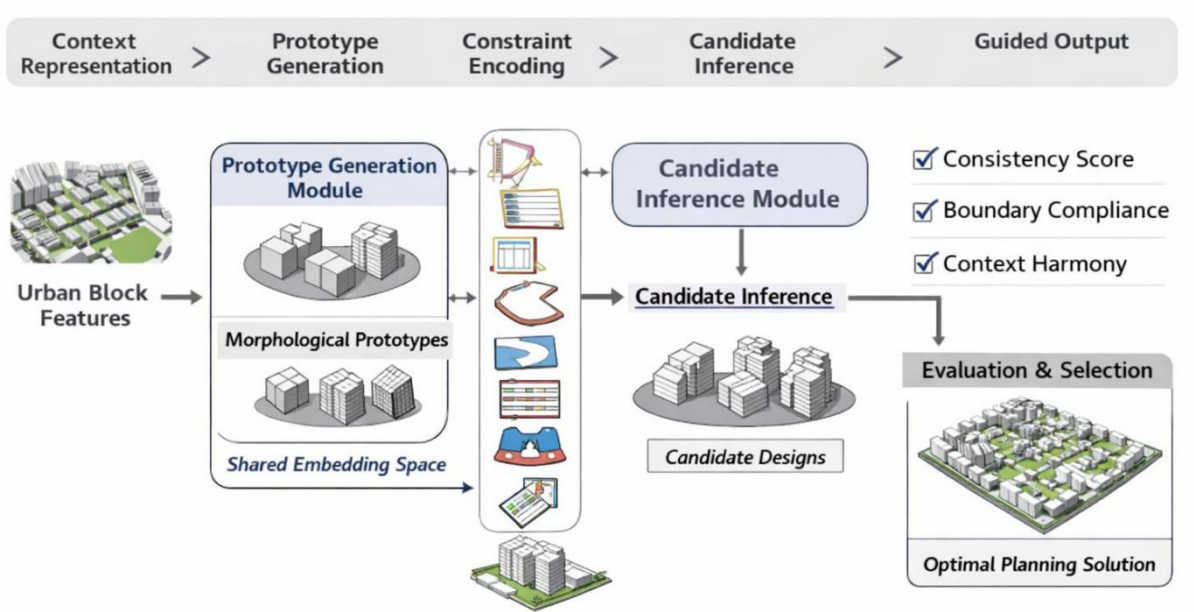 Context
Representation
>
Prototype
Generation
Constraint
Encoding
>
Candidate
Inference
>
Guided Output
Prototype Generation
Module
Morphological Prototypes
Shared Embedding Space
Urban Block
Features
Candidate
Inference Module
Candidate Inference
Candidate Designs
Consistency Score
Boundary Compliance
Context Harmony
Evaluation & Selection
Optimal Planning Solution